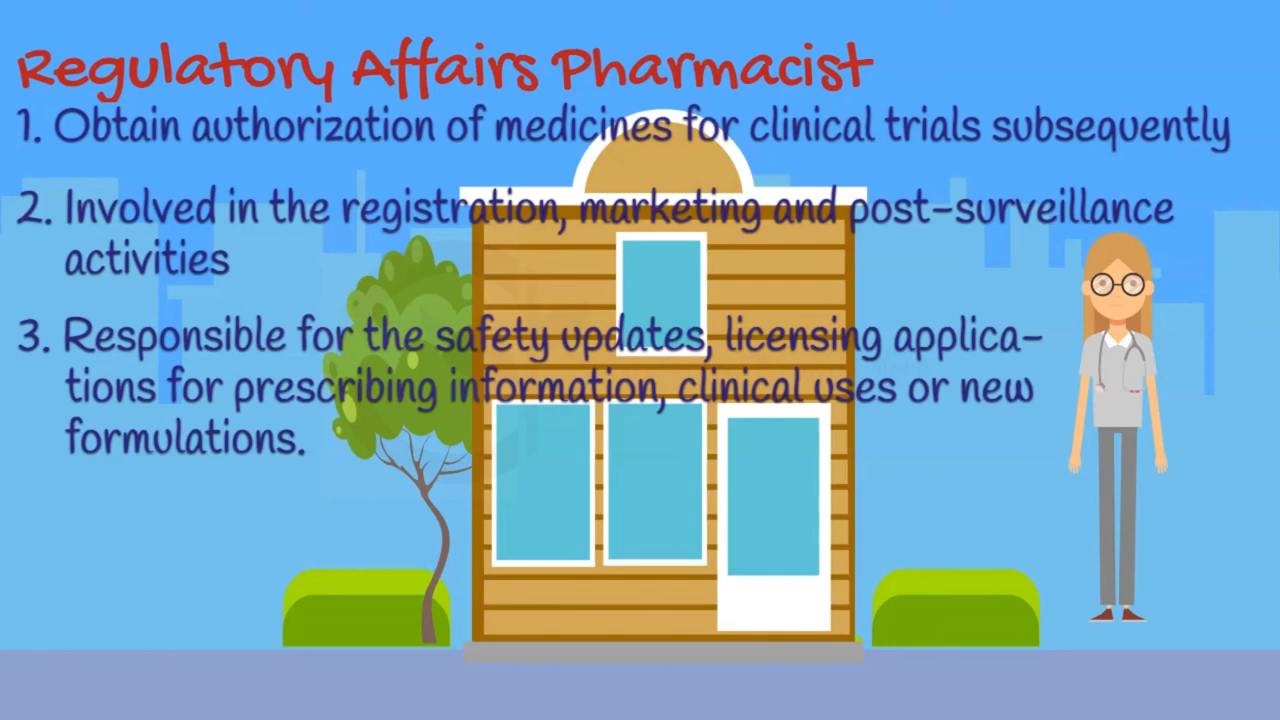 Regulatory Affairs Pharmacist
1. Obtain authorization of medicines for clinical trials subsequently
2. Involved in the registration, marketing and post-surveillance
activities
3. Responsible for the safety updates, licensing applica-
tions for prescribing information, clinical uses or new
formulations.